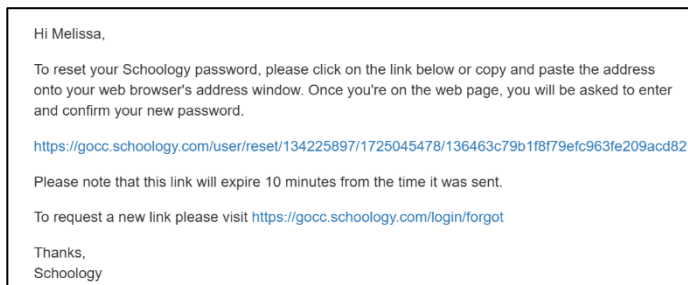 Hi Melissa,
To reset your Schoology password, please click on the link below or copy and paste the address
onto your web browser's address window. Once you're on the web page, you will be asked to enter
and confirm your new password.
https://gocc.schoology.com/user/reset/134225897/1725045478/136463c79b1f8f79efc963fe209acd82
Please note that this link will expire 10 minutes from the time it was sent.
To request a new link please visit https://gocc.schoology.com/login/forgot
Thanks,
Schoology